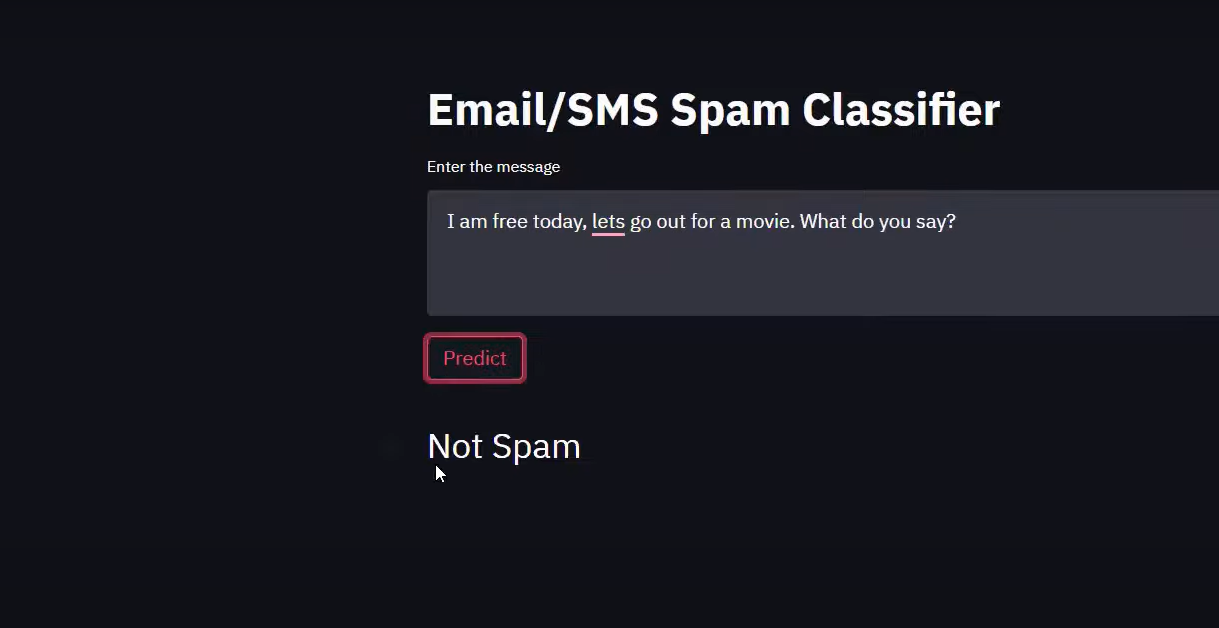 Email/SMS Spam Classifier
Enter the message
I am free today, lets go out for a movie. What do you say?
Predict
Not Spam